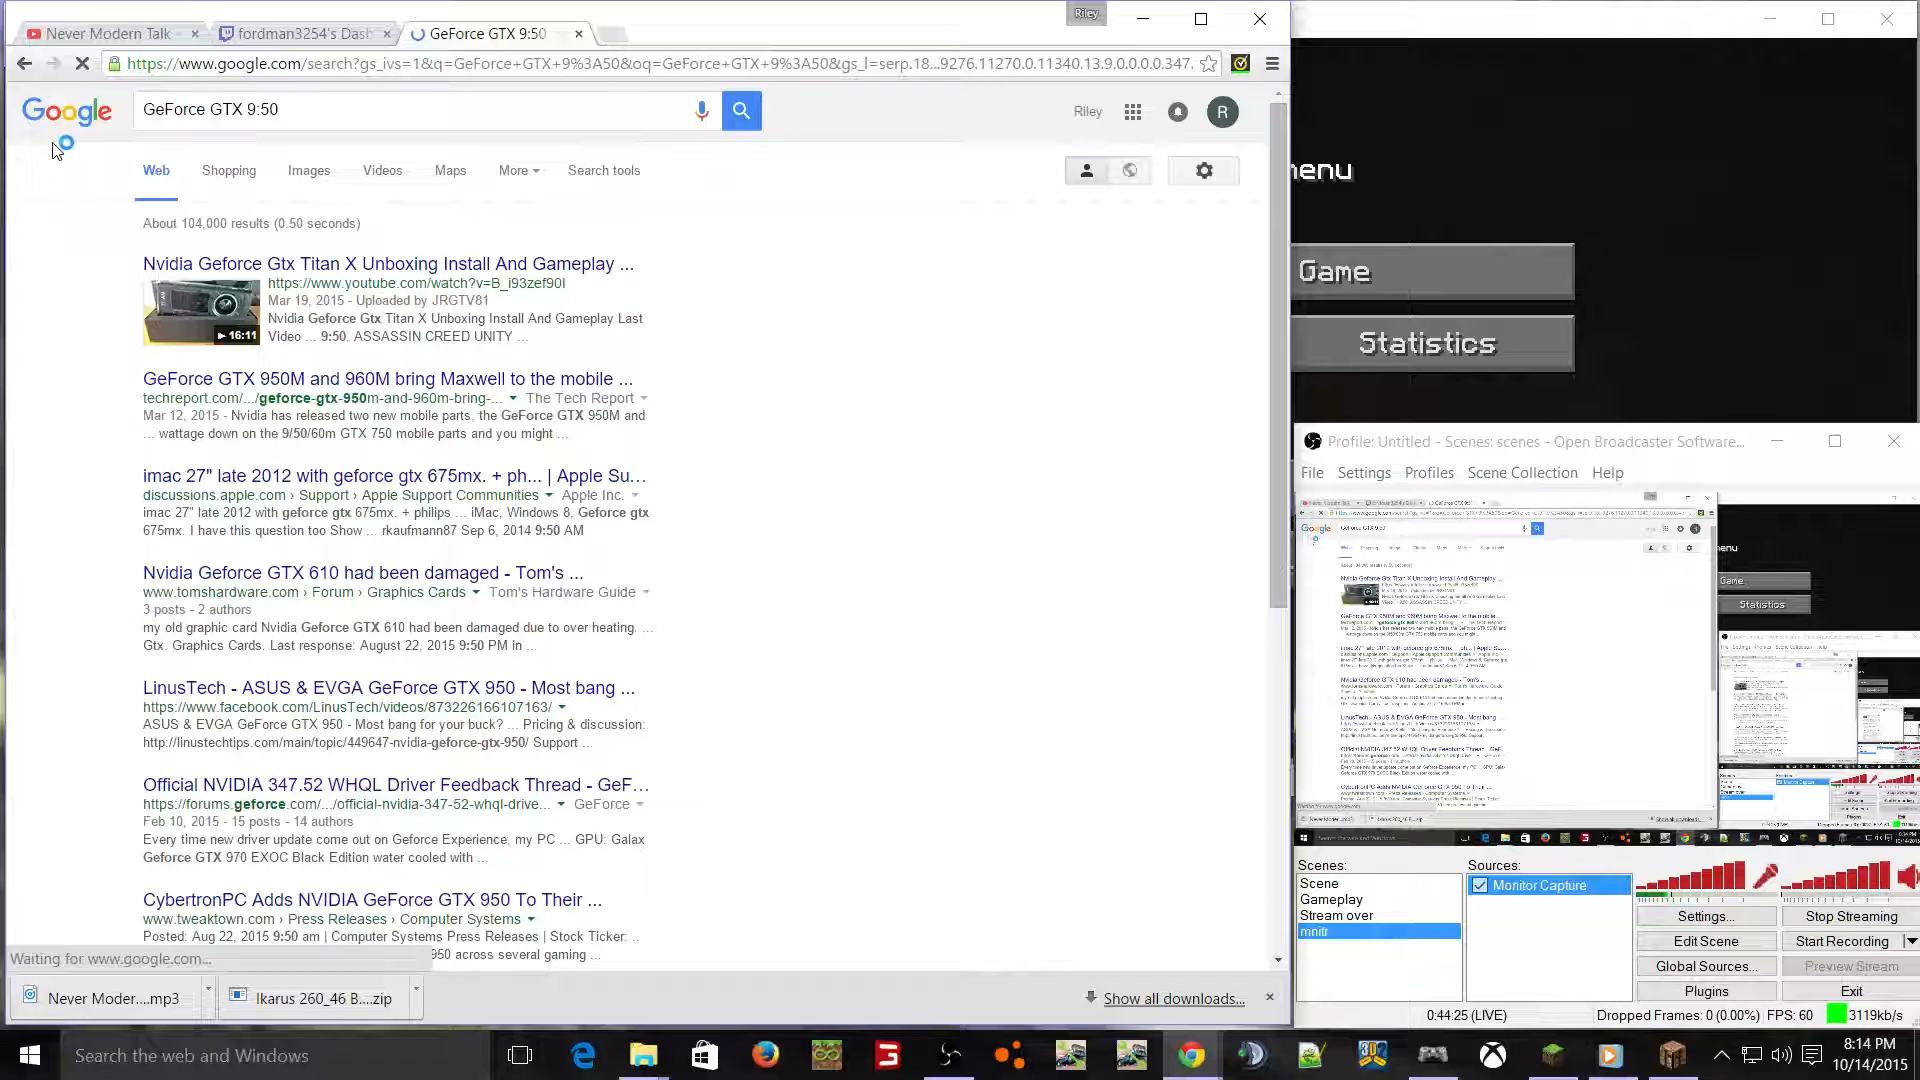 Riley
Never Modern Talk
fordman3254's Dash
GeForce GTX 9:50
https://www.google.com/search?gs_ivs=1&q=GeForce+GTX+9%3A50&oq=GeForce+GTX+9%3A50&gs_l=serp.18...9276.11270.0.11340.13.9.0.0.0.0.347.
Google
GeForce GTX 9:50
Riley
R
Web
Shopping
Images
Videos
Maps
More
Search tools
About 104,000 results (0.50 seconds)
Nvidia Geforce Gtx Titan X Unboxing Install And Gameplay ...
https://www.youtube.com/watch?v=B_i93zef90I
Mar 19, 2015 - Uploaded by JRGTV81
Nvidia Geforce Gtx Titan X Unboxing Install And Gameplay Last
Video ... 9:50. ASSASSIN CREED UNITY ...
16:11
GeForce GTX 950M and 960M bring Maxwell to the mobile ...
techreport.com/.../geforce-gtx-950m-and-960m-bring-... The Tech Report
Mar 12, 2015 - Nvidia has released two new mobile parts, the GeForce GTX 950M and
... wattage down on the 9/50/60m GTX 750 mobile parts and you might ...
imac 27" late 2012 with geforce gtx 675mx. + ph... | Apple Su...
discussions.apple.com › Support › Apple Support Communities Apple Inc.
imac 27" late 2012 with geforce gtx 675mx. + philips ... iMac, Windows 8, Geforce gtx
675mx. I have this question too Show ... rkaufmann87 Sep 6, 2014 9:50 AM
Nvidia Geforce GTX 610 had been damaged - Tom's ...
www.tomshardware.com › Forum › Graphics Cards Tom's Hardware Guide
3 posts - 2 authors
my old graphic card Nvidia Geforce GTX 610 had been damaged due to over heating. ...
Gtx. Graphics Cards. Last response: August 22, 2015 9:50 PM in ...
LinusTech - ASUS & EVGA GeForce GTX 950 - Most bang ...
https://www.facebook.com/LinusTech/videos/873226166107163/
ASUS & EVGA GeForce GTX 950 - Most bang for your buck? ... Pricing & discussion:
http://linustechtips.com/main/topic/449647-nvidia-geforce-gtx-950/ Support ...
Official NVIDIA 347.52 WHQL Driver Feedback Thread - GeF...
https://forums.geforce.com/.../official-nvidia-347-52-whql-drive... GeForce
Feb 10, 2015 - 15 posts - 14 authors
Every time new driver update come out on Geforce Experience, my PC ... GPU: Galax
Geforce GTX 970 EXOC Black Edition water cooled with ...
CybertronPC Adds NVIDIA GeForce GTX 950 To Their ...
www.tweaktown.com › Press Releases › Computer Systems
Posted: Aug 22, 2015 9:50 am | Computer Systems Press Releases | Stock Ticker: ..
950 across several gaming ...
Waiting for www.google.com...
Never Moder....mp3
Ikarus 260_46 B....zip
Show all downloads...
enu
Game
Statistics
Profile: Untitled - Scenes: scenes - Open Broadcaster Software...
File Settings Profiles Scene Collection Help
Scenes:
Scene
Gameplay
Stream over
mnitr
Sources:
Monitor Capture
Settings...
Stop Streaming
Edit Scene
Start Recording
Global Sources...
Preview Stream
Plugins
Exit
0:44:25 (LIVE)
Dropped Frames: 0 (0.00%) FPS: 60
3119kb/s
Search the web and Windows
8:14 PM
10/14/2015